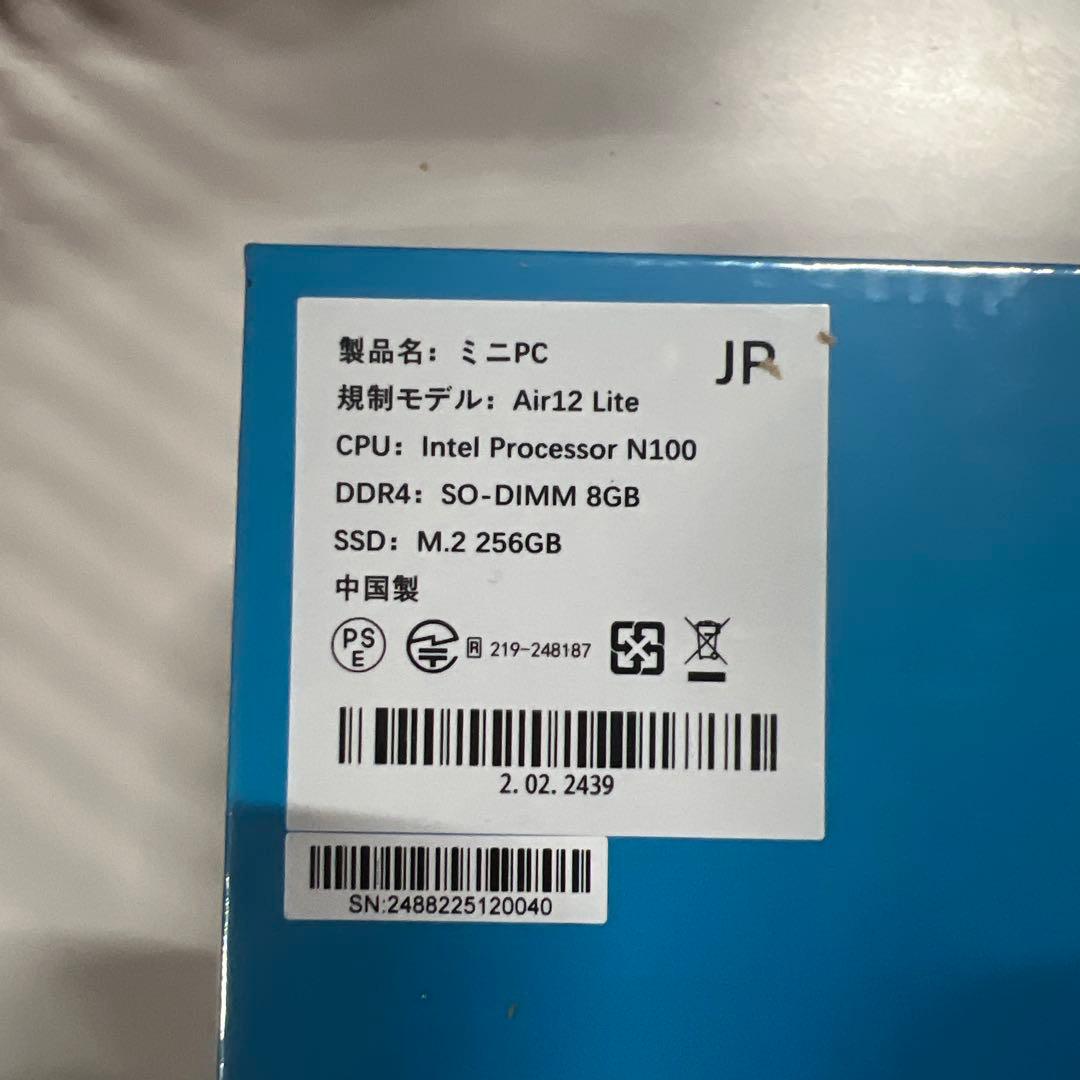 製品名：ミニPC
JP
規制モデル：Air12 Lite
CPU：Intel Processor N100
DDR4：SO-DIMM 8GB
SSD：M.2 256GB
中国製
PS
E
R 219-248187
2. 02. 2439
SN:2488225120040